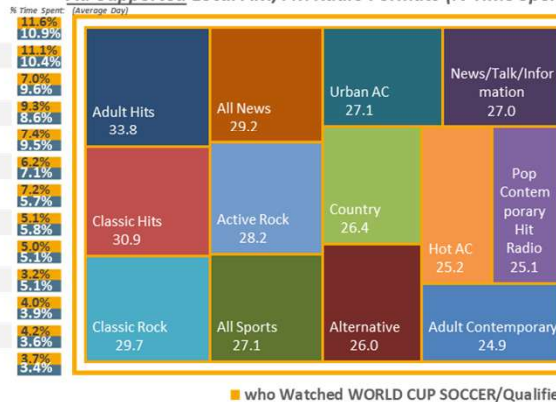 % Time Spent: (Average Day)
11.6%
10.9%
11.1%
10.4%
7.0%
9.6%
9.3%
8.6%
7.4%
9.5%
6.2%
7.1%
7.2%
5.7%
5.1%
5.8%
5.0%
5.1%
3.2%
5.1%
4.0%
3.9%
4.2%
3.6%
3.7%
3.4%
Adult Hits
33.8
All News
29.2
Urban AC
27.1
News/Talk/Infor
mation
27.0
Classic Hits
30.9
Active Rock
28.2
Country
26.4
Hot AC
25.2
Pop
Contem
porary
Hit
Radio
25.1
Classic Rock
29.7
All Sports
27.1
Alternative
26.0
Adult Contemporary
24.9
who Watched WORLD CUP SOCCER/Qualifie